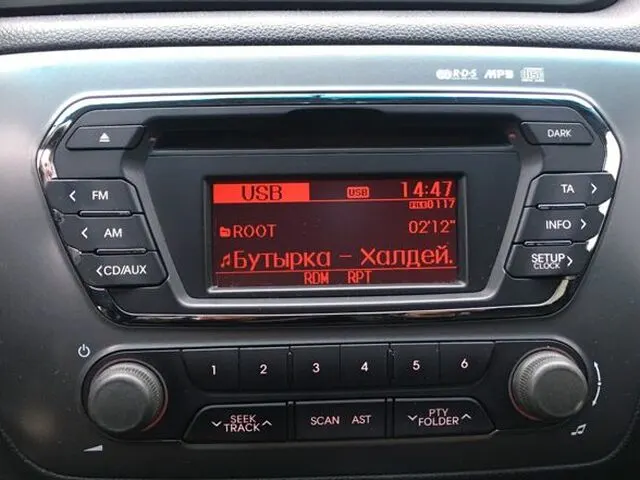 R·D·S MP3
DARK
USB USB 14:47
FILE 0117
ROOT 02'12"
Бутырка - Халдей.
RDM RPT
< FM
< AM
< CD/AUX
TA >
INFO >
SETUP >
CLOCK
1 2 3 4 5 6
SEEK
TRACK
SCAN AST
PTY
FOLDER